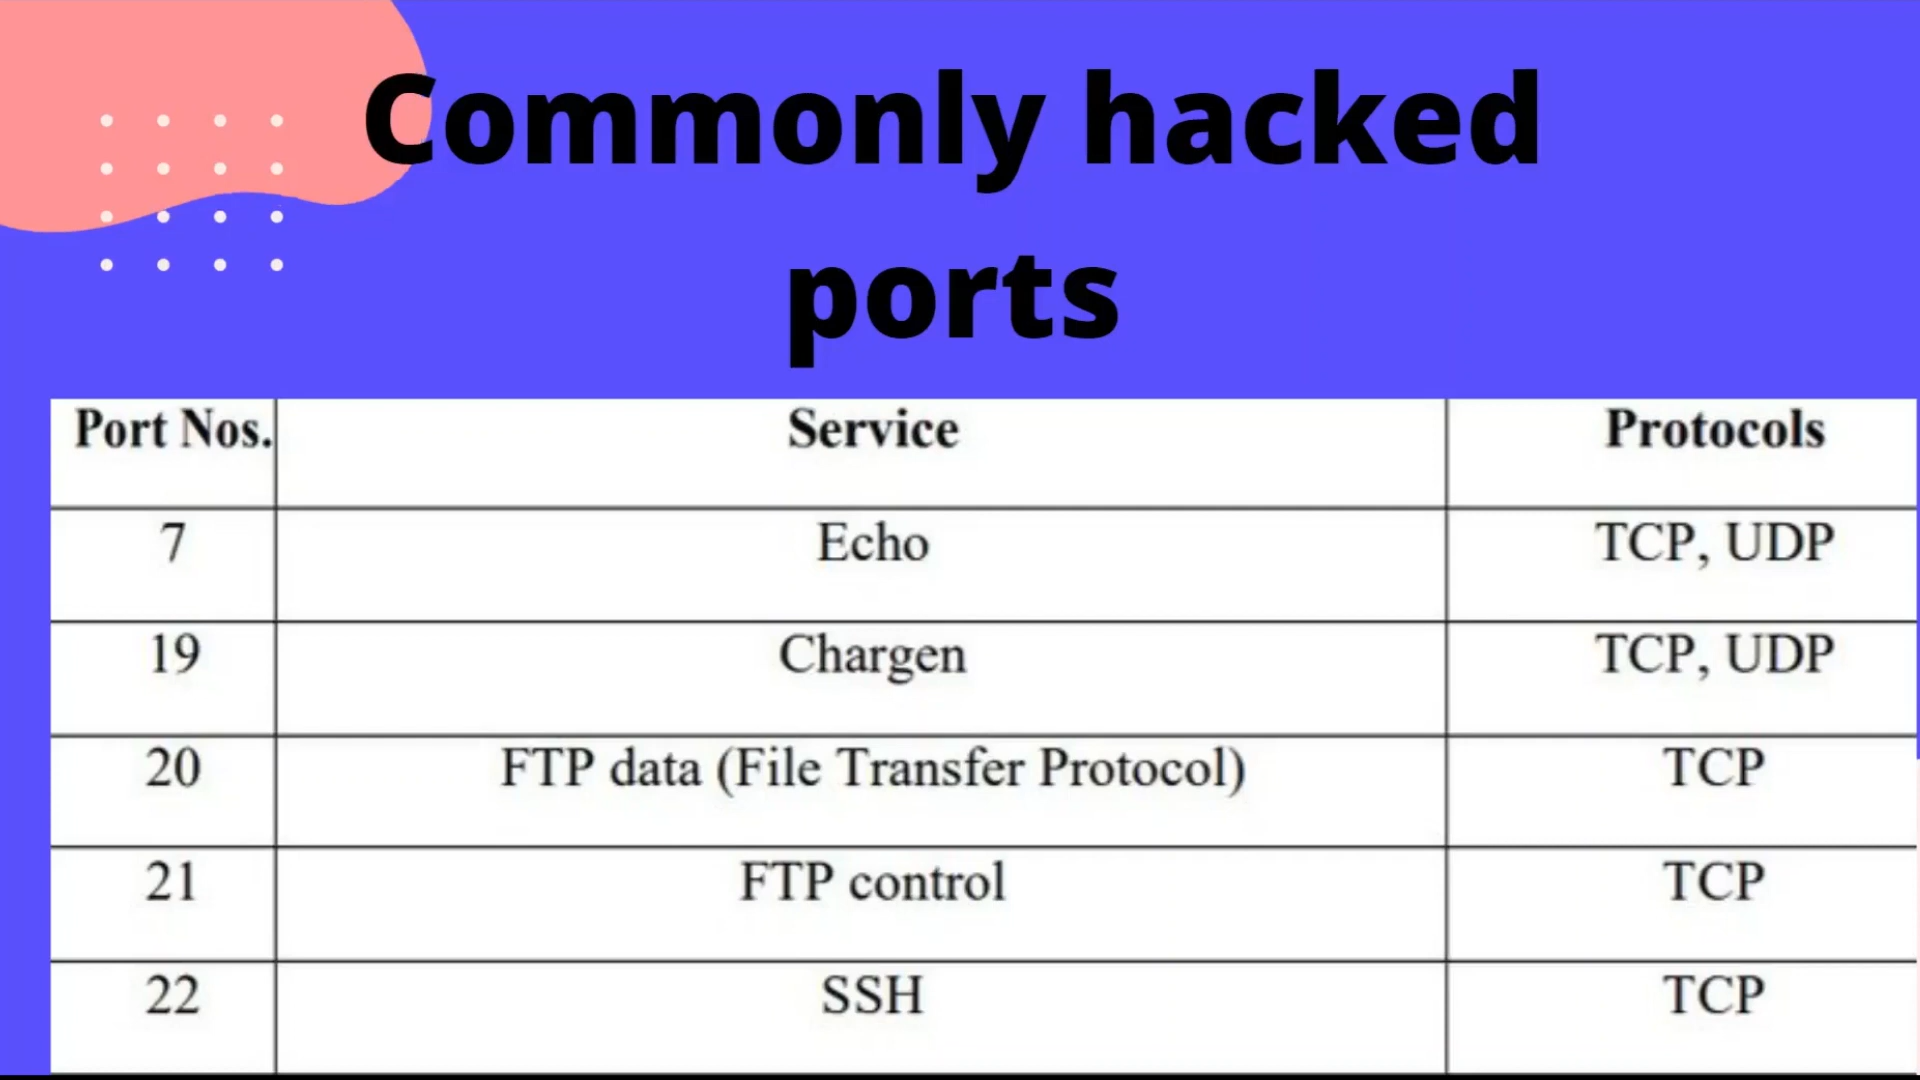 Commonly hacked
ports
Port Nos. Service Protocols
7 Echo TCP, UDP
19 Chargen TCP, UDP
20 FTP data (File Transfer Protocol) TCP
21 FTP control TCP
22 SSH TCP